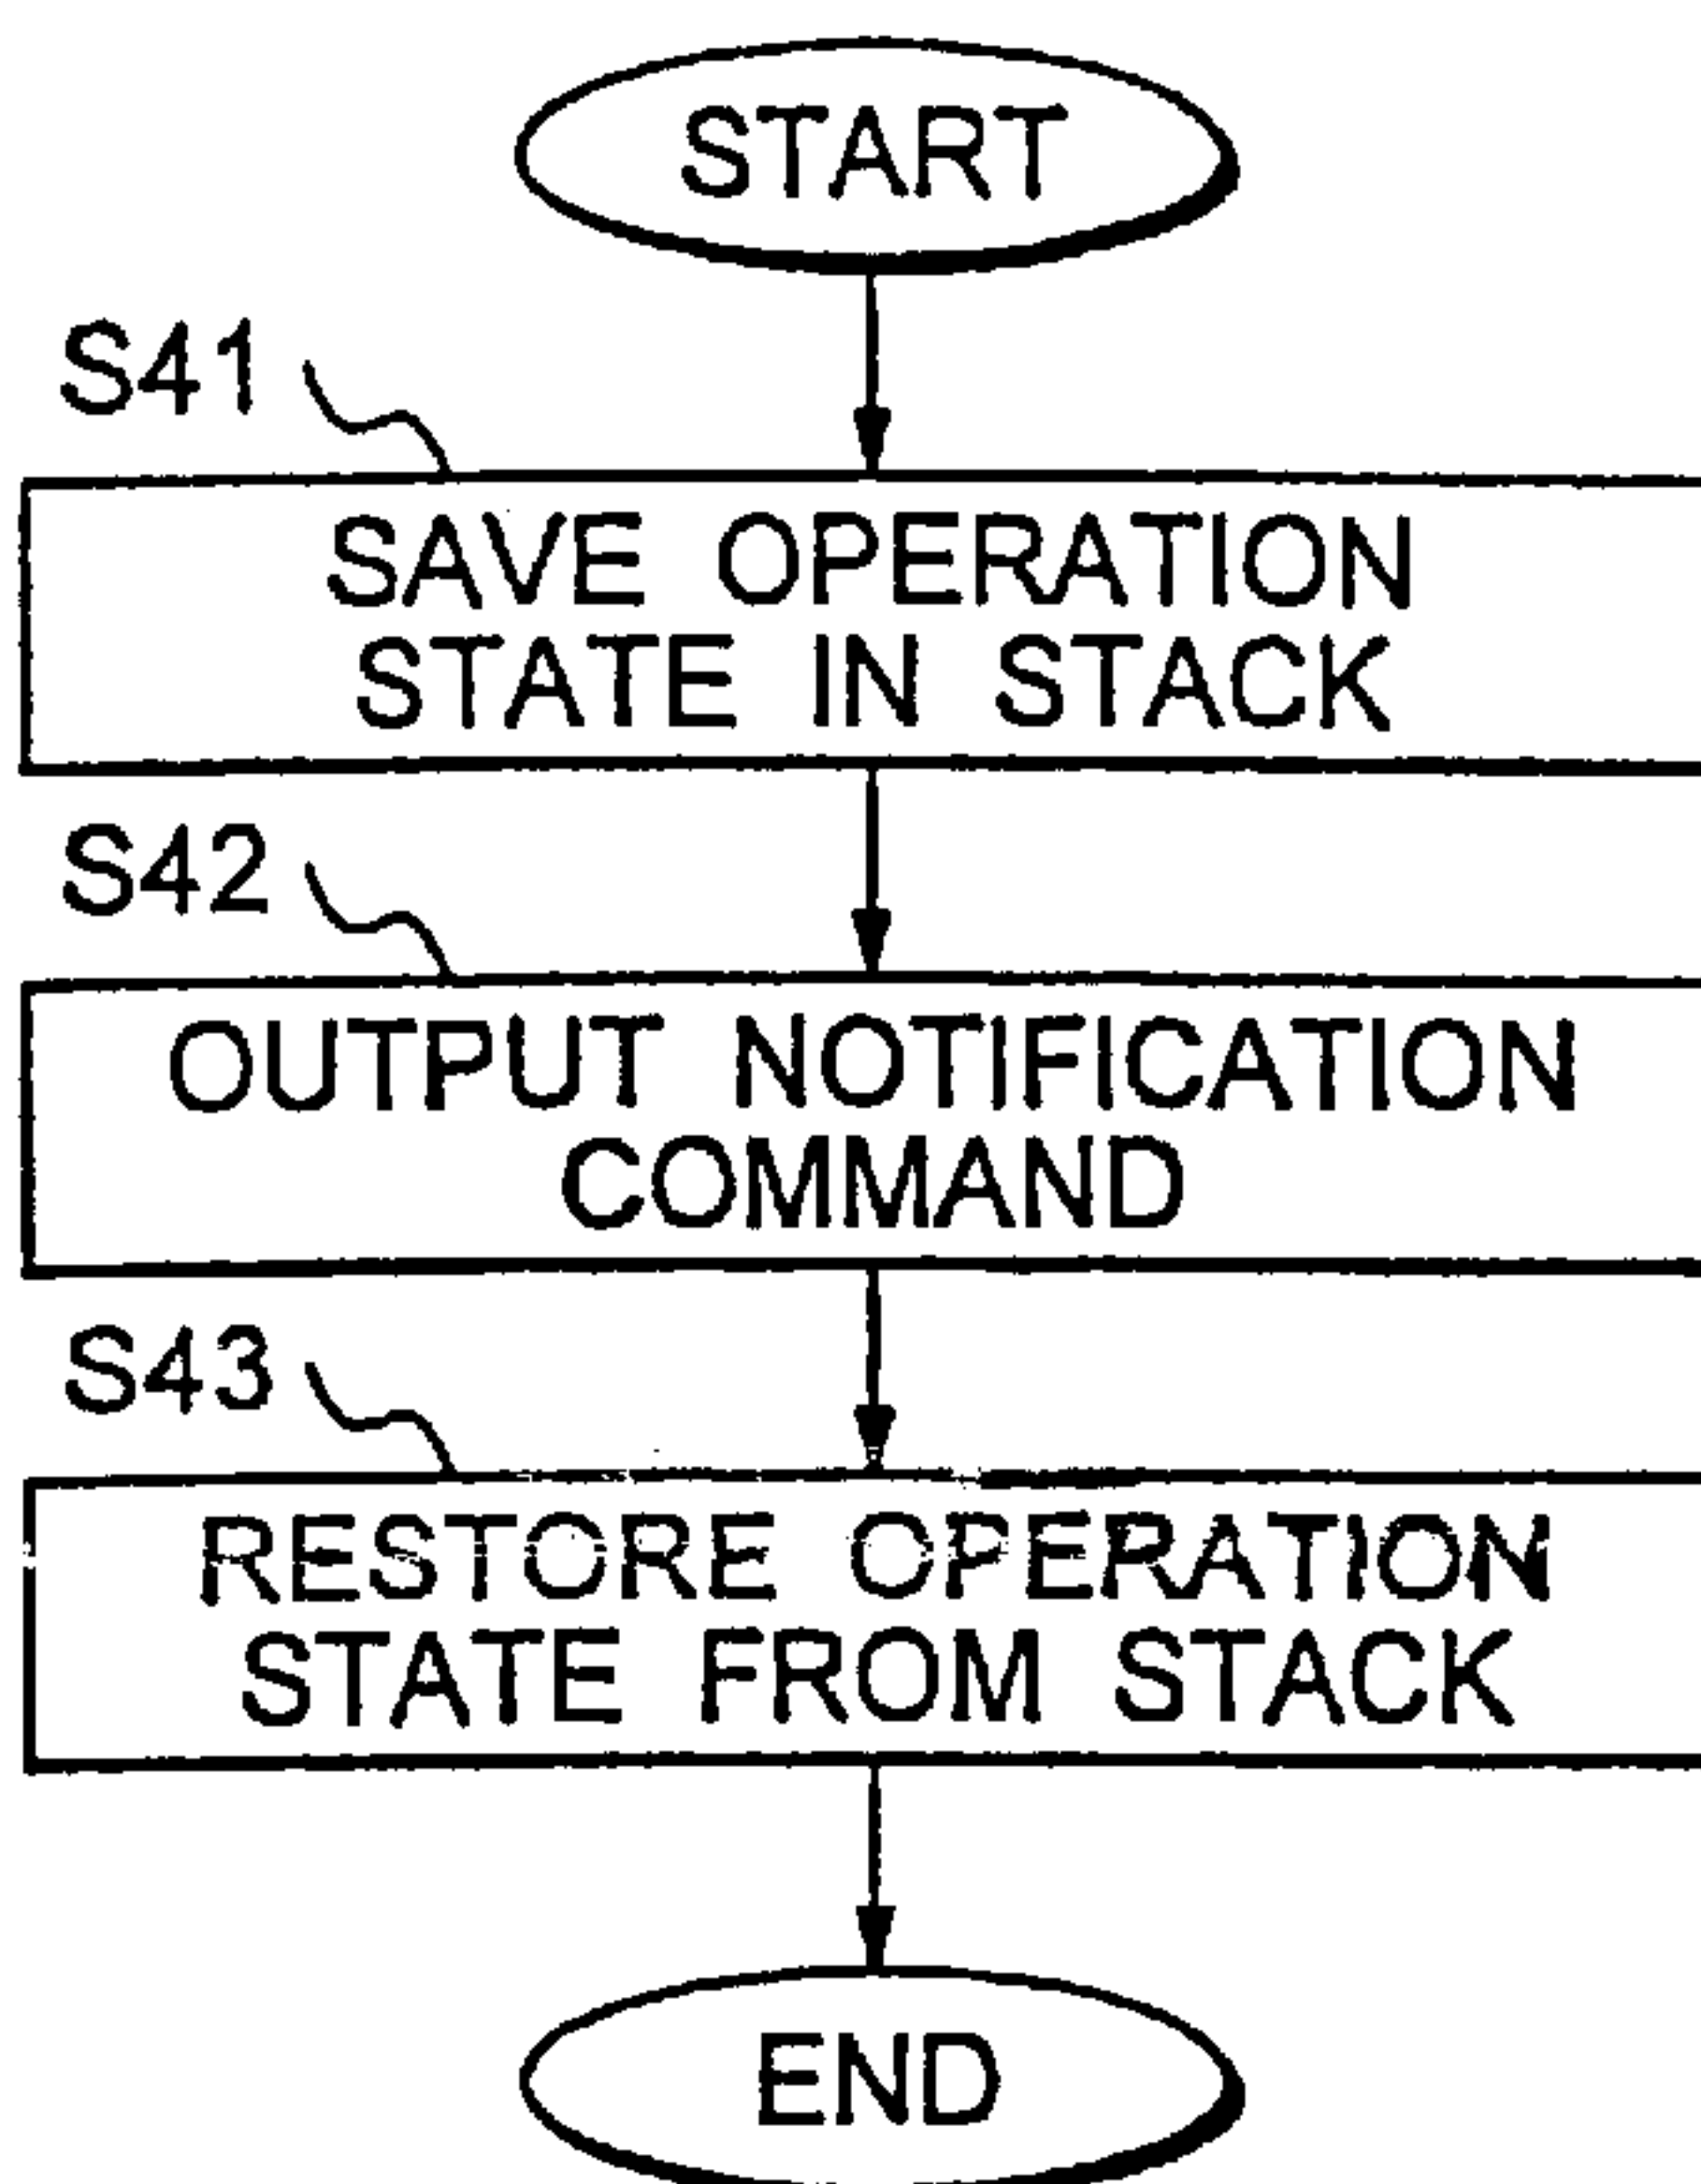 START
S41
SAVE OPERATION
STATE IN STACK
S42
OUTPUT NOTIFICATION
COMMAND
S43
RESTORE OPERATION
STATE FROM STACK
END